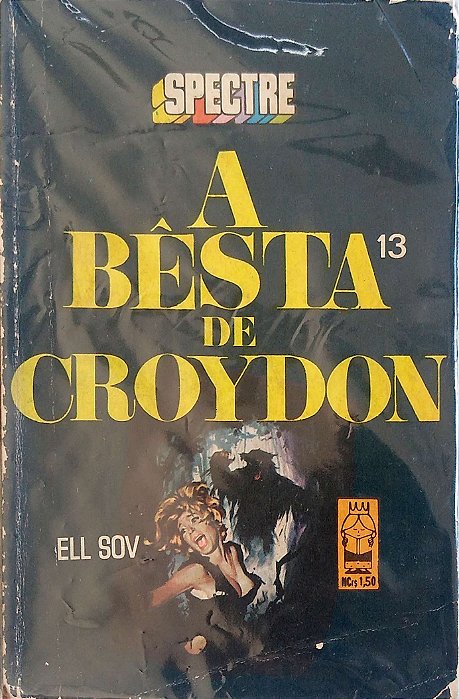 SPECTRE
A
BÊSTA 13
DE
CROYDON
ELL SOV
NCr$ 1,50